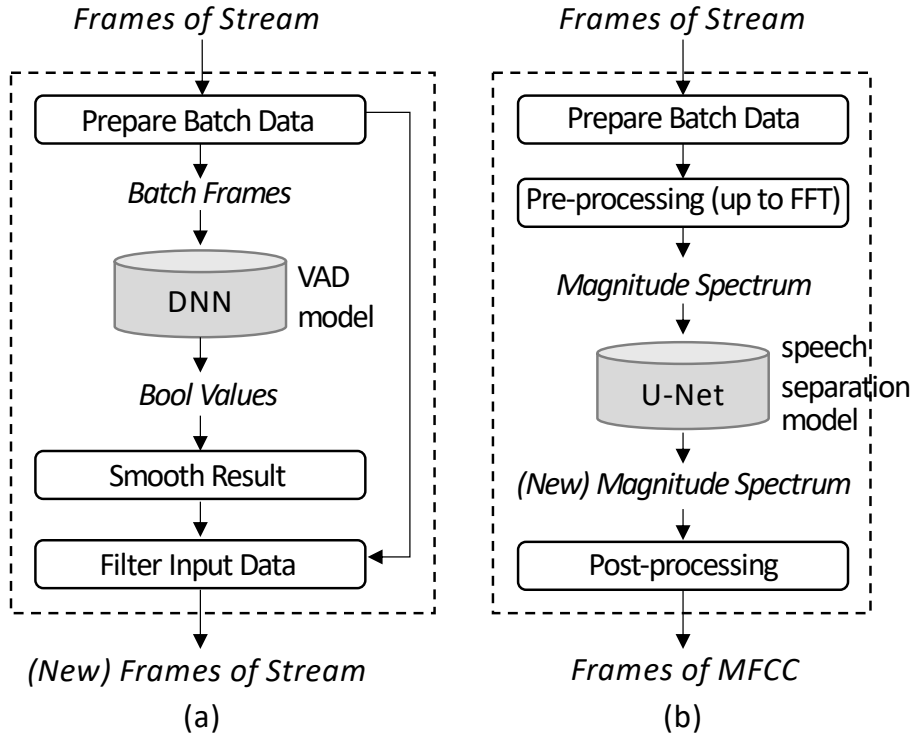 Frames of Stream
Prepare Batch Data
Batch Frames
DNN
VAD
model
Bool Values
Smooth Result
Filter Input Data
(New) Frames of Stream
(a)
Frames of Stream
Prepare Batch Data
Pre-processing (up to FFT)
Magnitude Spectrum
U-Net
speech
separation
model
(New) Magnitude Spectrum
Post-processing
Frames of MFCC
(b)